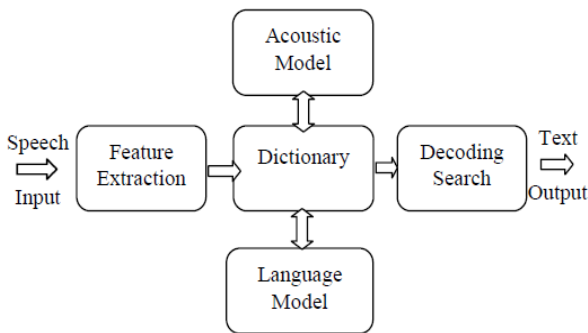 Acoustic
Model
Speech
Input
Feature
Extraction
Dictionary
Decoding
Search
Text
Output
Language
Model